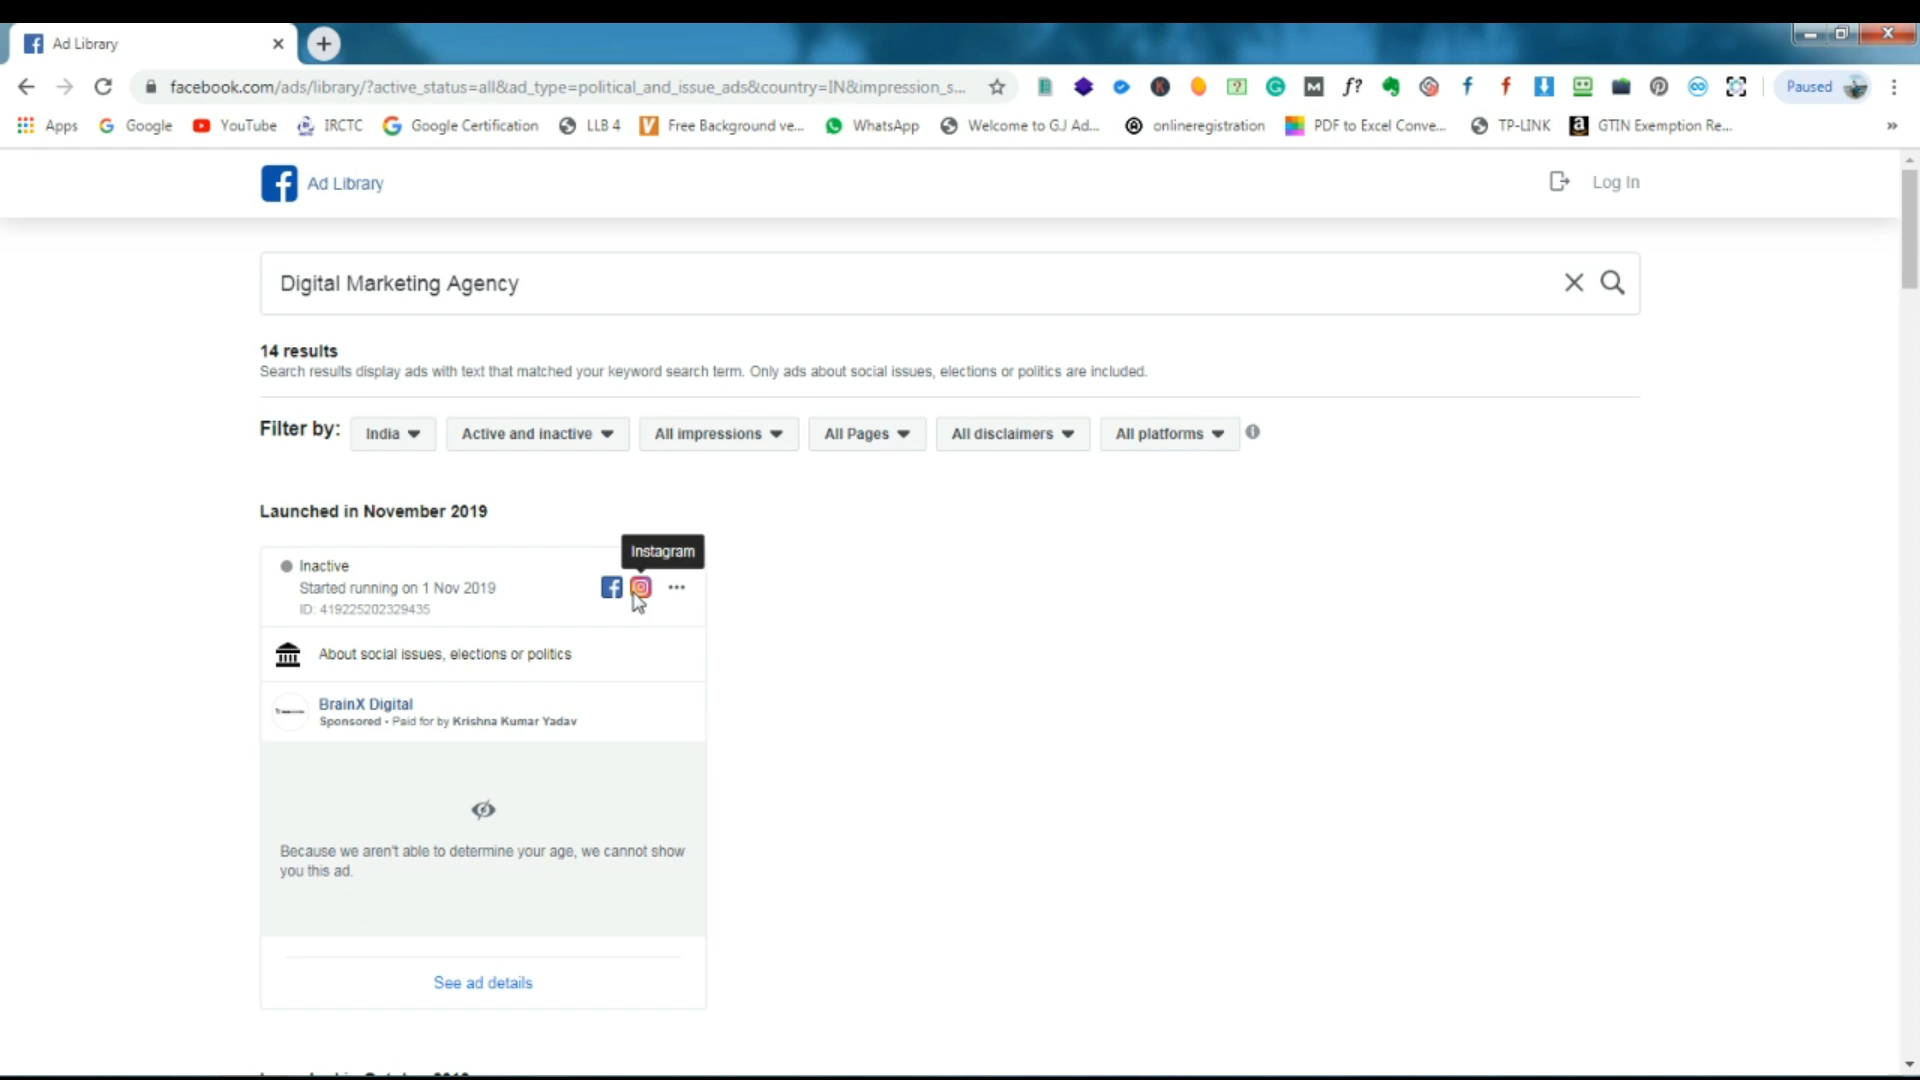 Ad Library
facebook.com/ads/library/?active_status=all&ad_type=political_and_issue_ads&country=IN&impression_s...
Paused
Apps Google YouTube IRCTC Google Certification LLB 4 Free Background ve... WhatsApp Welcome to GJ Ad... onlineregistration PDF to Excel Conve... TP-LINK GTIN Exemption Re...
Ad Library
Log In
Digital Marketing Agency
14 results
Search results display ads with text that matched your keyword search term. Only ads about social issues, elections or politics are included.
Filter by: India Active and inactive All impressions All Pages All disclaimers All platforms
Launched in November 2019
Instagram
Inactive
Started running on 1 Nov 2019
ID: 419225202329435
About social issues, elections or politics
BrainX Digital
Sponsored • Paid for by Krishna Kumar Yadav
Because we aren't able to determine your age, we cannot show
you this ad.
See ad details